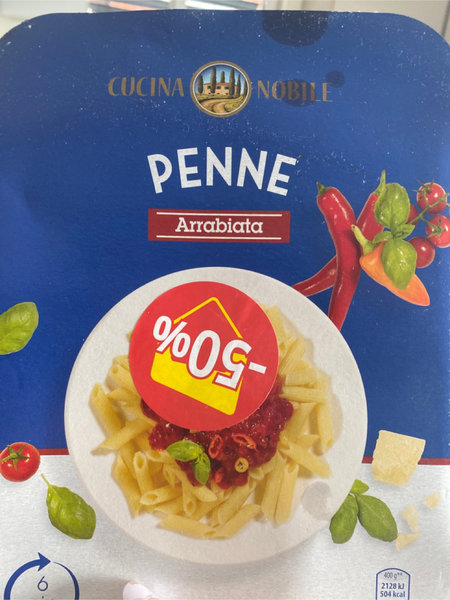 CUCINA NOBILE
PENNE
Arrabiata
-50%
6
400 g**
2128 kJ
504 kcal